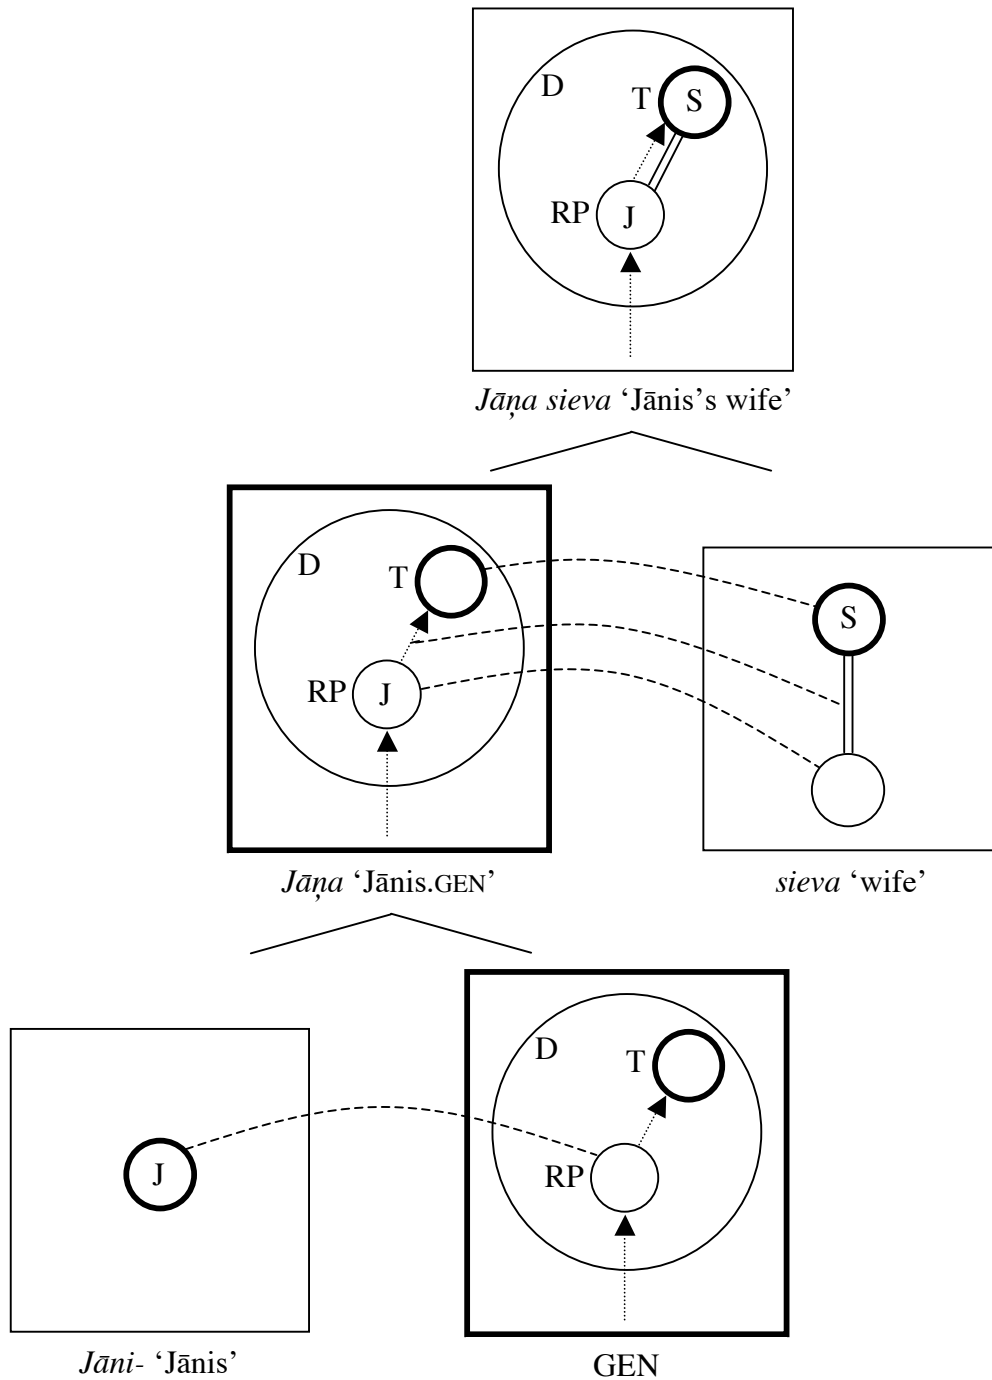 D
T
S
RP
J
Jāņa sieva ‘Jānis’s wife’
D
T
RP
J
S
Jāņa ‘Jānis.GEN’
sieva ‘wife’
J
D
T
RP
Jāni- ‘Jānis’
GEN